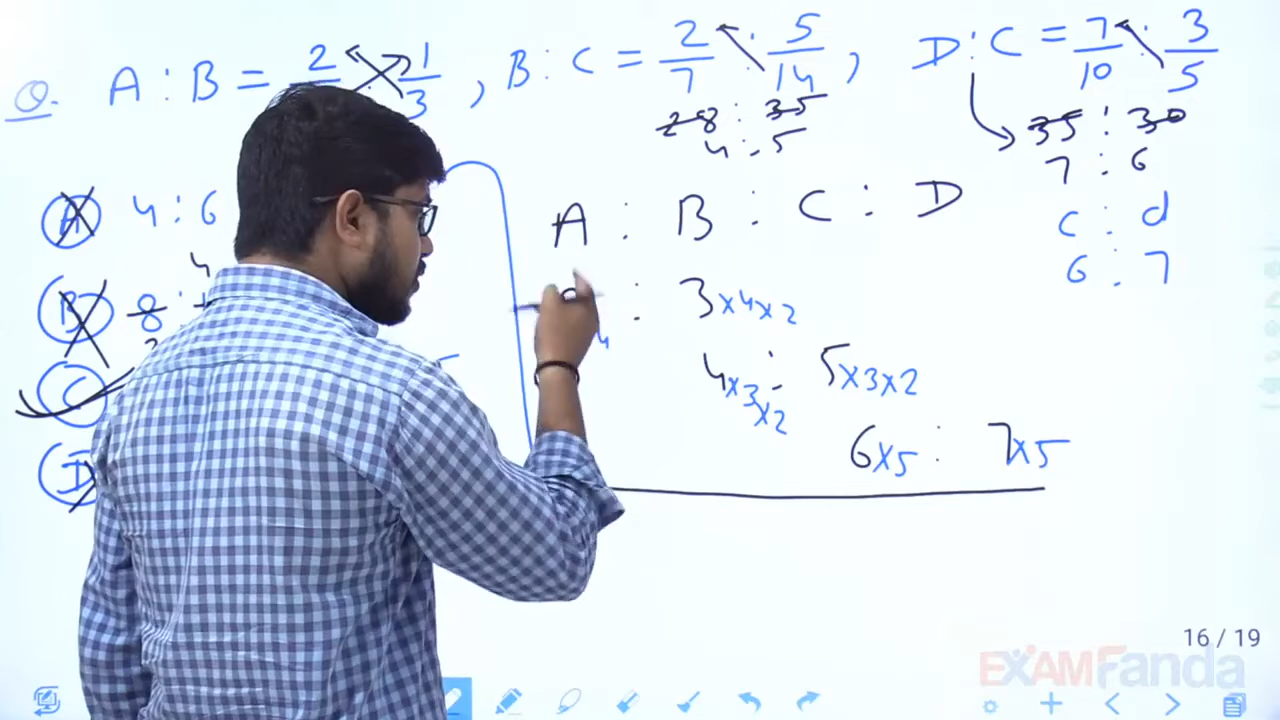 Q. A : B = 2 : 1/3 , B : C = 2/7 : 5/14 , D : C = 7/10 : 3/5
28 : 35
4 : 5
35 : 30
7 : 6
c : d
6 : 7
A 4 : 6
B 8 :
C
D
A : B : C : D
: 3x4x2
4x3x2 : 5x3x2
6x5 : 7x5
16 / 19
EXAMFanda